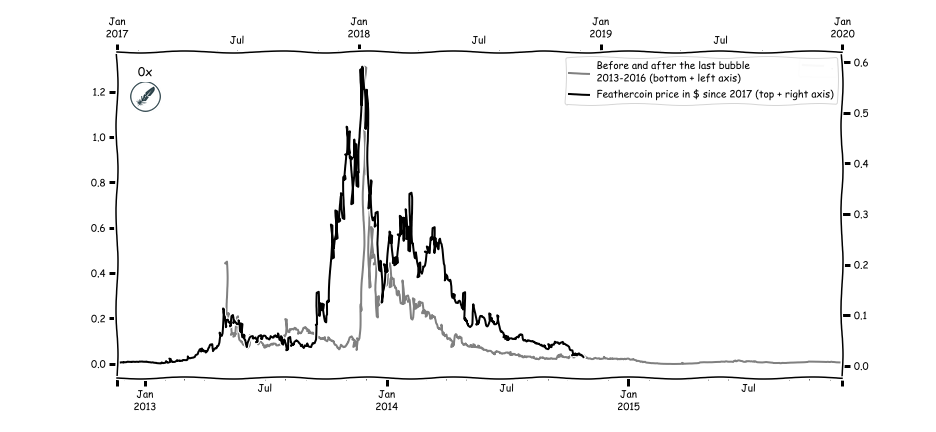 Jan Jan Jan Jan
2017 2018 2019 2020
Jul Jul Jul
0x
Before and after the last bubble
2013-2016 (bottom + left axis)
Feathercoin price in $ since 2017 (top + right axis)
1.2
1.0
0.8
0.6
0.4
0.2
0.0
0.6
0.5
0.4
0.3
0.2
0.1
0.0
Jul Jul Jul
Jan Jan Jan
2013 2014 2015